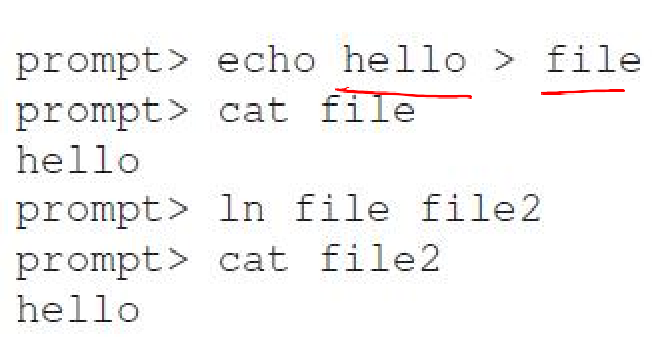 prompt> echo hello > file
prompt> cat file
hello
prompt> ln file file2
prompt> cat file2
hello